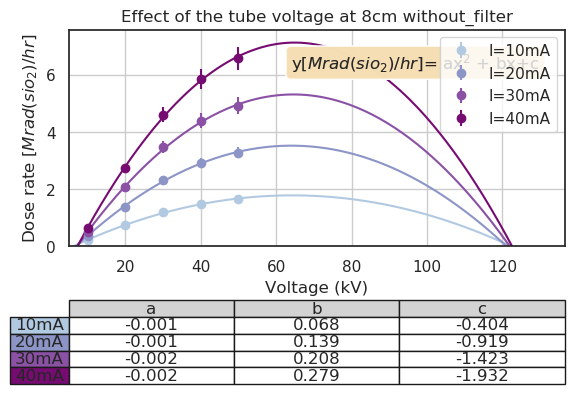 Effect of the tube voltage at 8cm without_filter
Dose rate [Mrad(sio₂)/hr]
6
4
2
0
y[Mrad(sio₂)/hr]= ax² + bx+c
I=10mA
I=20mA
I=30mA
I=40mA
20 40 60 80 100 120
Voltage (kV)
a b c
10mA -0.001 0.068 -0.404
20mA -0.001 0.139 -0.919
30mA -0.002 0.208 -1.423
40mA -0.002 0.279 -1.932